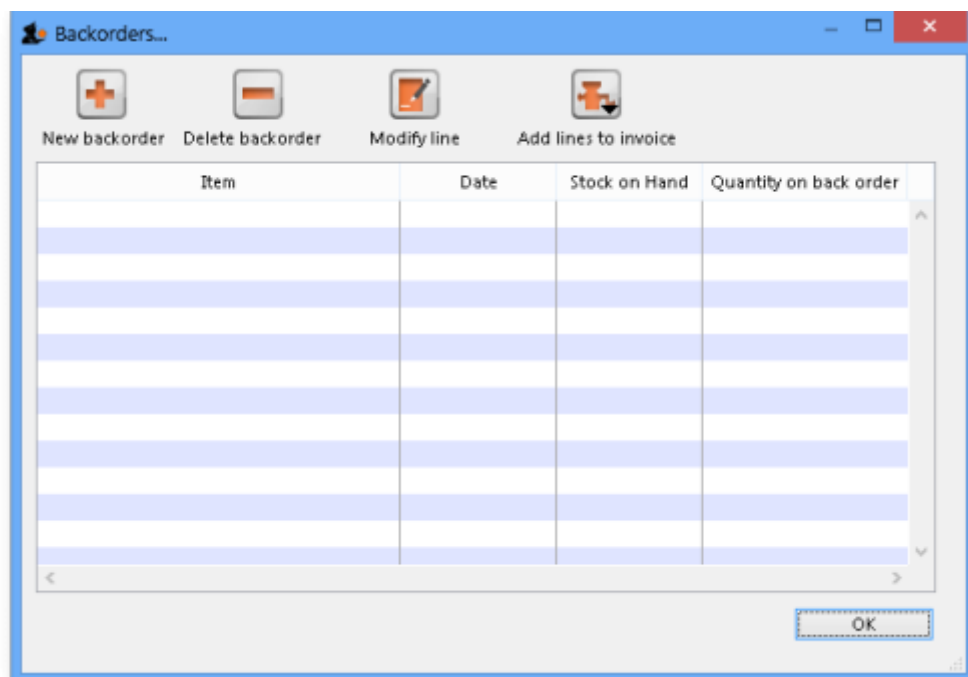 Backorders...
New backorder Delete backorder Modify line Add lines to invoice
Item Date Stock on Hand Quantity on back order
OK